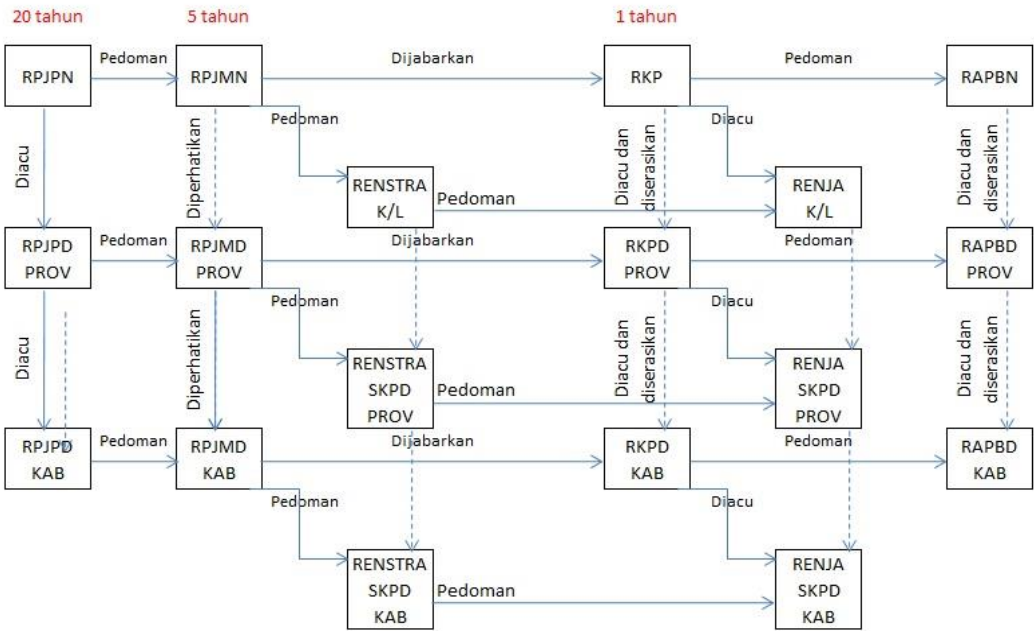 20 tahun
5 tahun
1 tahun
RPJPN
Pedoman
RPJMN
Dijabarkan
RKP
Pedoman
RAPBN
Diacu
Diperhatikan
Pedoman
Diacu dan
diserasikan
Diacu
Diacu dan
diserasikan
RENSTRA
K/L
Pedoman
RENJA
K/L
RPJPD
PROV
Pedoman
RPJMD
PROV
Dijabarkan
RKPD
PROV
Pedoman
RAPBD
PROV
Diacu
Diperhatikan
Pedoman
Diacu dan
diserasikan
Diacu
Diacu dan
diserasikan
RENSTRA
SKPD
PROV
Pedoman
RENJA
SKPD
PROV
RPJPD
KAB
Pedoman
RPJMD
KAB
Dijabarkan
RKPD
KAB
Pedoman
RAPBD
KAB
Pedoman
Diacu
RENSTRA
SKPD
KAB
Pedoman
RENJA
SKPD
KAB